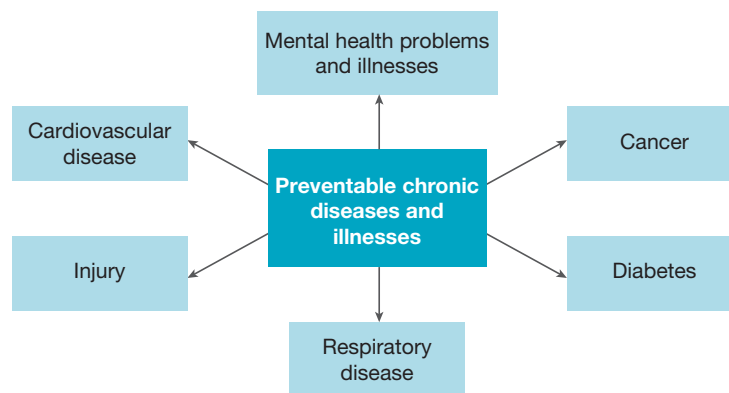 Mental health problems
and illnesses
Cardiovascular
disease
Cancer
Preventable chronic
diseases and
illnesses
Injury
Diabetes
Respiratory
disease